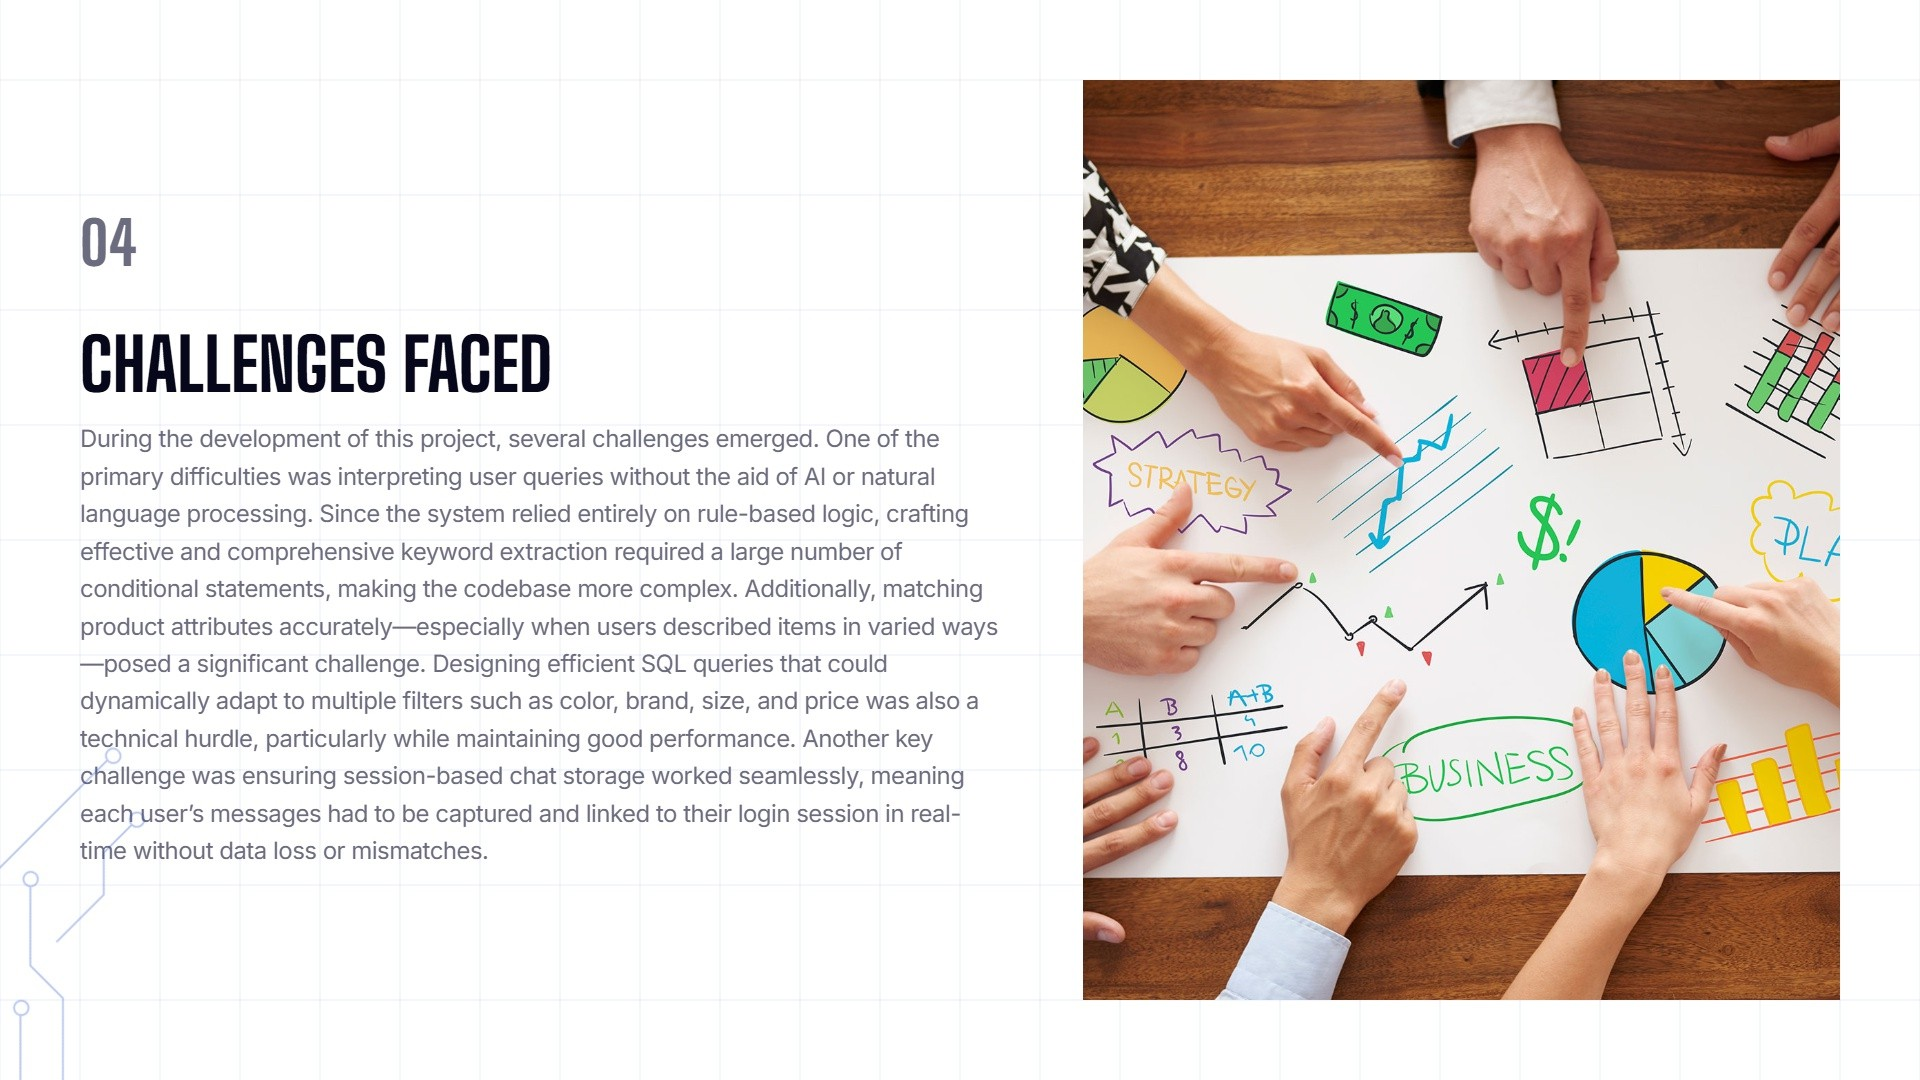 04
CHALLENGES FACED
During the development of this project, several challenges emerged. One of the
primary difficulties was interpreting user queries without the aid of AI or natural
language processing. Since the system relied entirely on rule-based logic, crafting
effective and comprehensive keyword extraction required a large number of
conditional statements, making the codebase more complex. Additionally, matching
product attributes accurately—especially when users described items in varied ways
—posed a significant challenge. Designing efficient SQL queries that could
dynamically adapt to multiple filters such as color, brand, size, and price was also a
technical hurdle, particularly while maintaining good performance. Another key
challenge was ensuring session-based chat storage worked seamlessly, meaning
each user’s messages had to be captured and linked to their login session in real-
time without data loss or mismatches.
STRATEGY
$!
PLA
A B A+B
1 3 4
8 10
BUSINESS